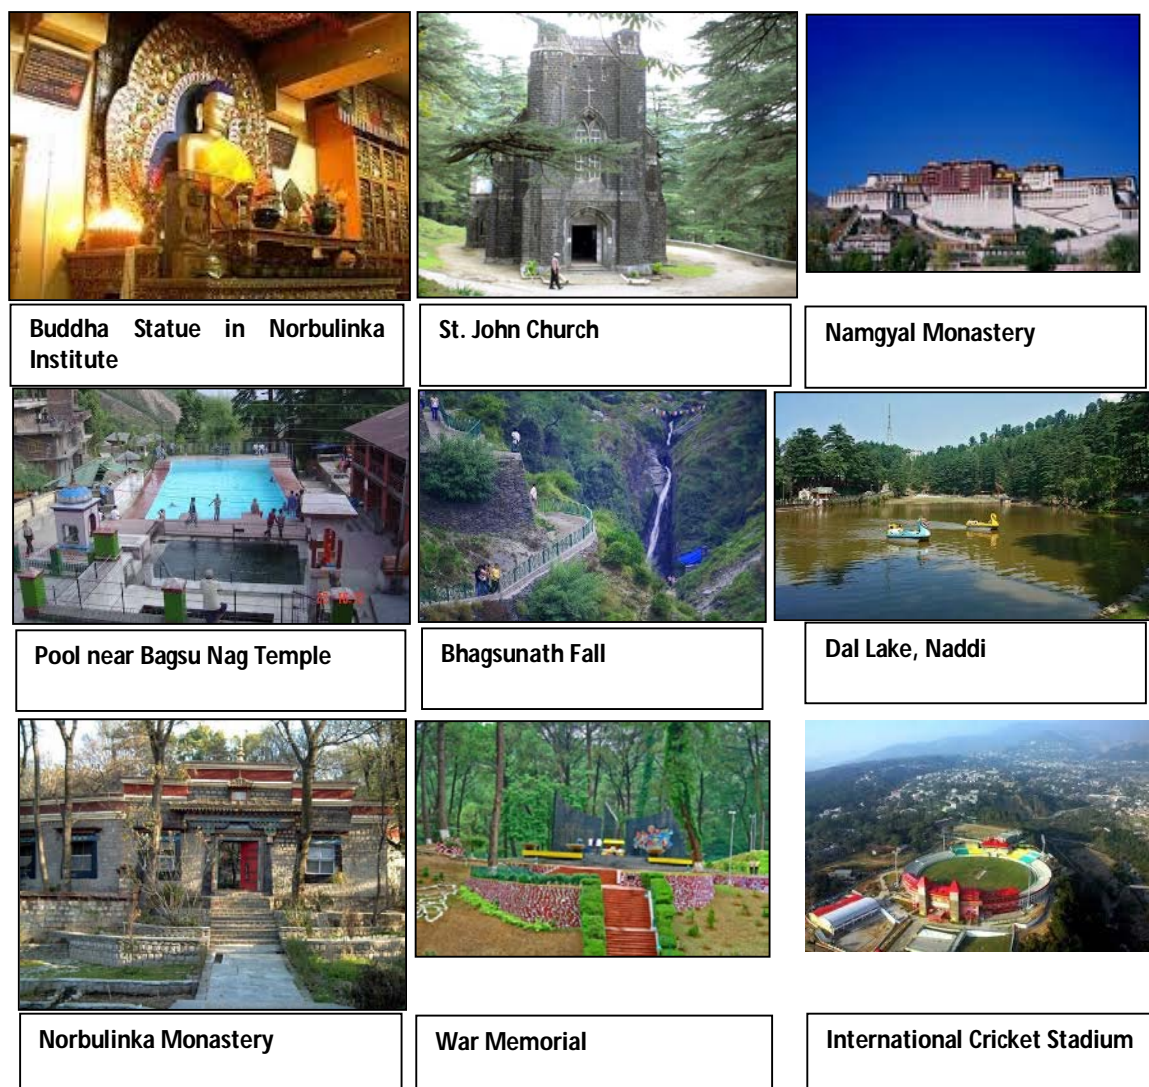 Buddha Statue in Norbulinka
Institute
St. John Church
Namgyal Monastery
Pool near Bagsu Nag Temple
Bhagsunath Fall
Dal Lake, Naddi
Norbulinka Monastery
War Memorial
International Cricket Stadium